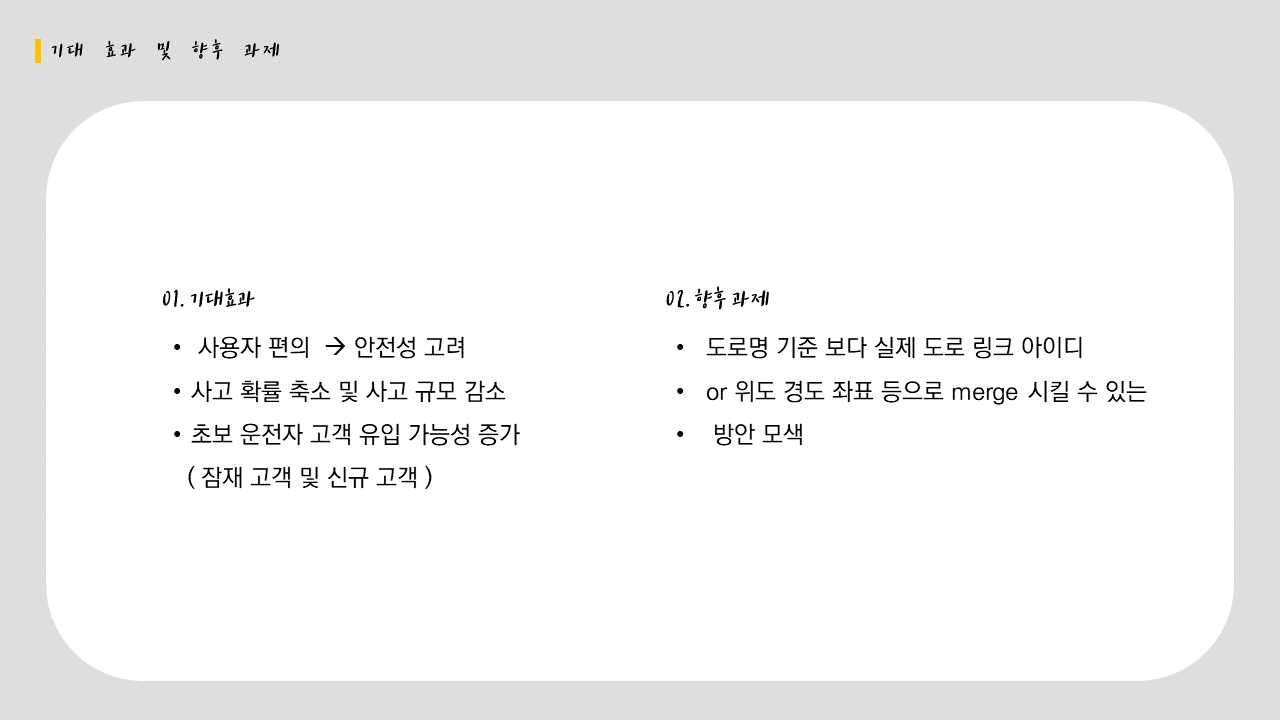 기대 효과 및 향후 과제
01. 기대효과
• 사용자 편의 → 안전성 고려
• 사고 확률 축소 및 사고 규모 감소
• 초보 운전자 고객 유입 가능성 증가
( 잠재 고객 및 신규 고객 )
02. 향후 과제
• 도로명 기준 보다 실제 도로 링크 아이디
• or 위도 경도 좌표 등으로 merge 시킬 수 있는
• 방안 모색